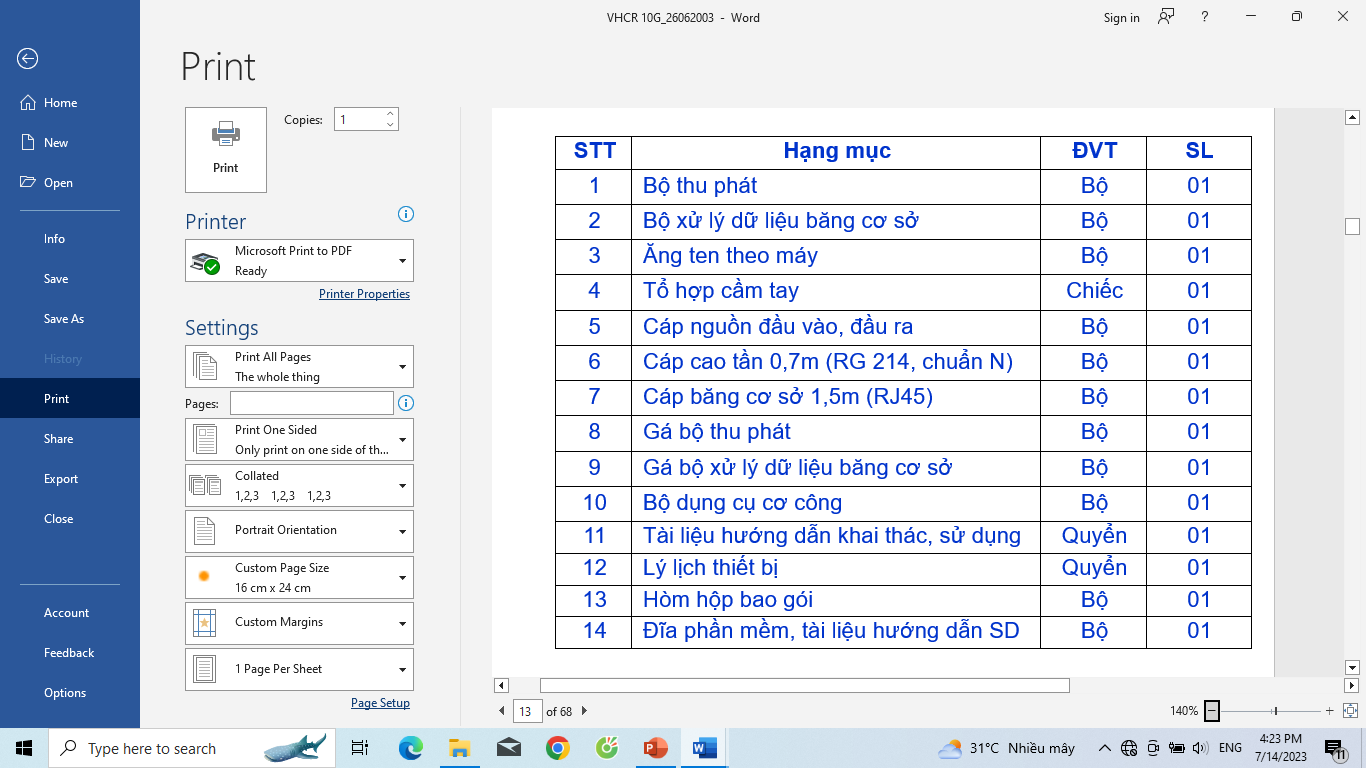 VHCR 10G_26062003 - Word
Sign in
?
Print
Home
New
Open
Info
Save
Save As
History
Print
Share
Export
Close
Account
Feedback
Options
Print
Copies: 1
Printer
Microsoft Print to PDF
Ready
Printer Properties
Settings
Print All Pages
The whole thing
Pages:
Print One Sided
Only print on one side of th...
Collated
1,2,3 1,2,3 1,2,3
Portrait Orientation
Custom Page Size
16 cm x 24 cm
Custom Margins
1 Page Per Sheet
Page Setup
STT Hạng mục ĐVT SL
1 Bộ thu phát Bộ 01
2 Bộ xử lý dữ liệu băng cơ sở Bộ 01
3 Ăng ten theo máy Bộ 01
4 Tổ hợp cầm tay Chiếc 01
5 Cáp nguồn đầu vào, đầu ra Bộ 01
6 Cáp cao tần 0,7m (RG 214, chuẩn N) Bộ 01
7 Cáp băng cơ sở 1,5m (RJ45) Bộ 01
8 Gá bộ thu phát Bộ 01
9 Gá bộ xử lý dữ liệu băng cơ sở Bộ 01
10 Bộ dụng cụ cơ công Bộ 01
11 Tài liệu hướng dẫn khai thác, sử dụng Quyển 01
12 Lý lịch thiết bị Quyển 01
13 Hòm hộp bao gói Bộ 01
14 Đĩa phần mềm, tài liệu hướng dẫn SD Bộ 01
13 of 68
140%
Type here to search
31°C Nhiều mây
ENG
4:23 PM
7/14/2023
11